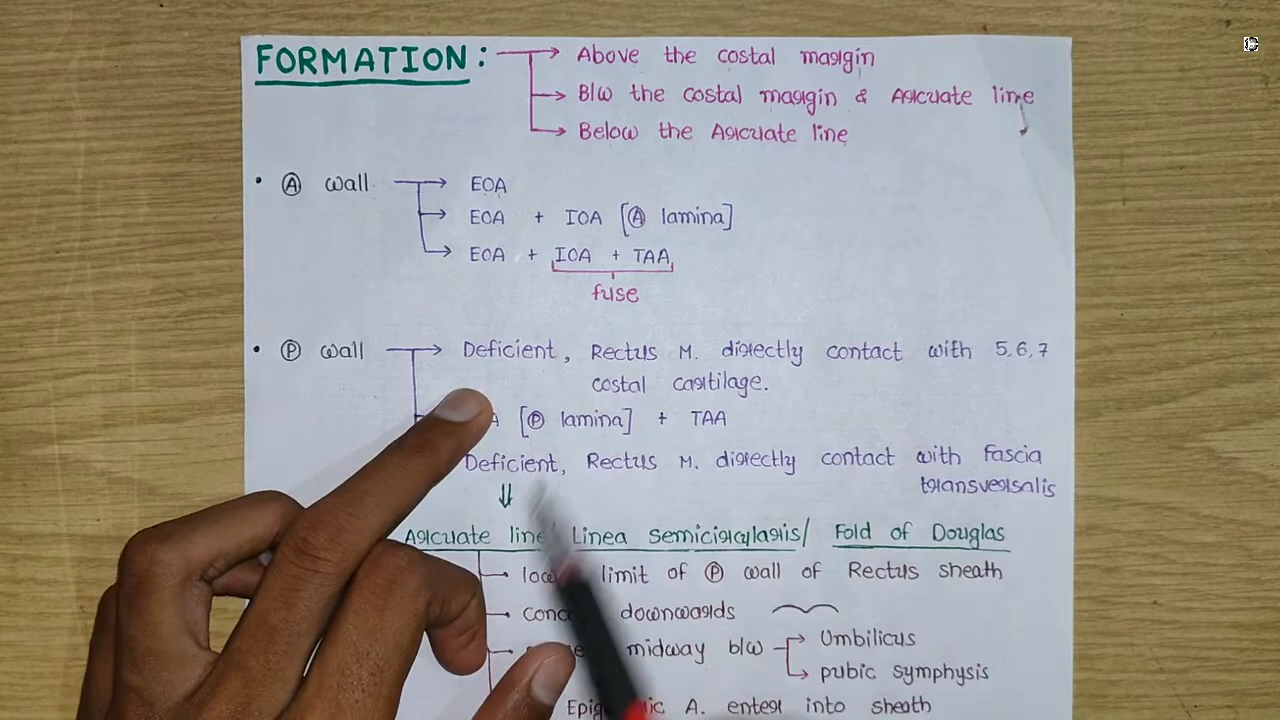 FORMATION : → Above the costal margin
→ B/w the costal margin & Arcuate line
→ Below the Arcuate line
• Ⓐ wall → EOA
→ EOA + IOA [Ⓐ lamina]
→ EOA + IOA + TAA
fuse
• Ⓟ wall → Deficient, Rectus M. directly contact with 5,6,7
costal cartilage.
[Ⓟ lamina] + TAA
Deficient, Rectus M. directly contact with Fascia
transversalis
⇓
Arcuate line/ Linea semicircularis/ Fold of Douglas
limit of Ⓟ wall of Rectus sheath
downwards
midway b/w → Umbilicus
→ pubic symphysis
A. enter into sheath